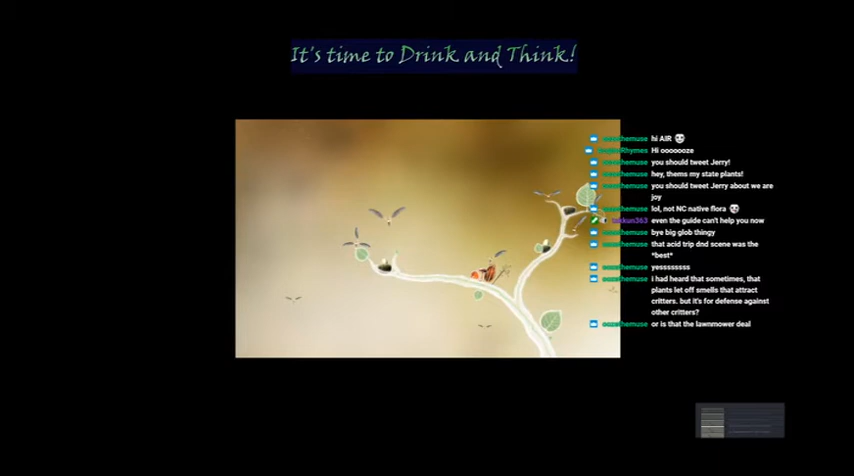 It's time to Drink and Think!
hi AIR
Hi ooooooze
you should tweet Jerry!
hey, thems my state plants!
you should tweet Jerry about we are
joy
lol, not NC native flora
even the guide can't help you now
bye big glob thingy
that acid trip dnd scene was the
*best*
yessssssss
i had heard that sometimes, that
plants let off smells that attract
critters. but it's for defense against
other critters?
or is that the lawnmower deal